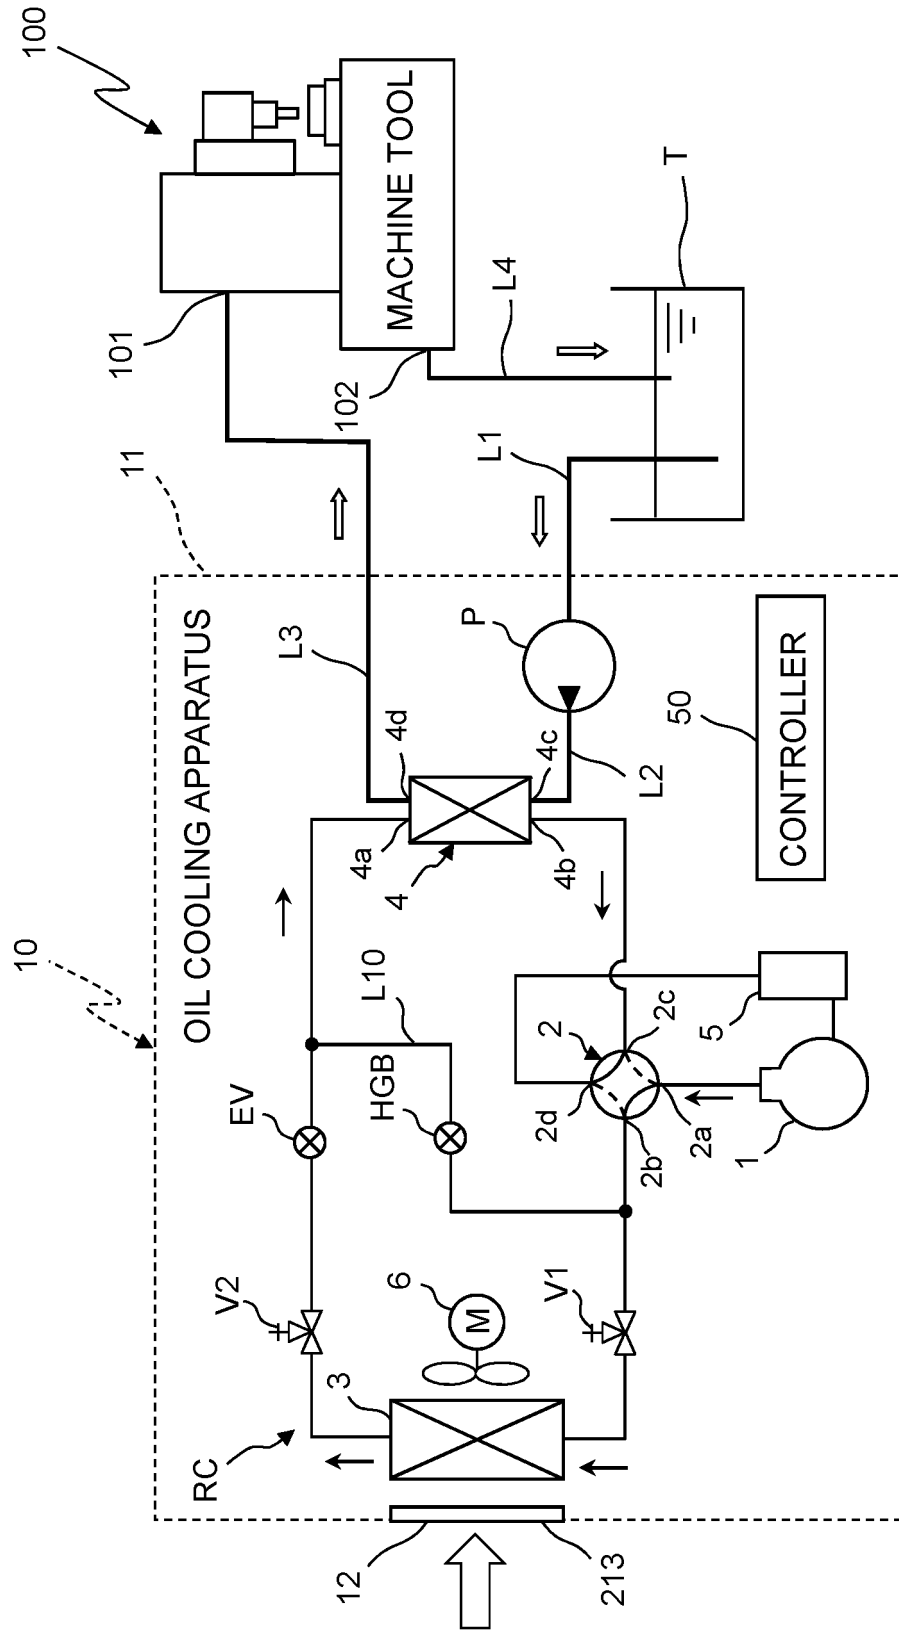 10
11
100
OIL COOLING APPARATUS
RC
V2
EV
L3
101
3
6
M
HGB
L10
4a
4d
4
12
213
V1
2b
2d
2
2c
2a
4b
4c
P
L2
L1
102
L4
MACHINE TOOL
T
1
5
50
CONTROLLER